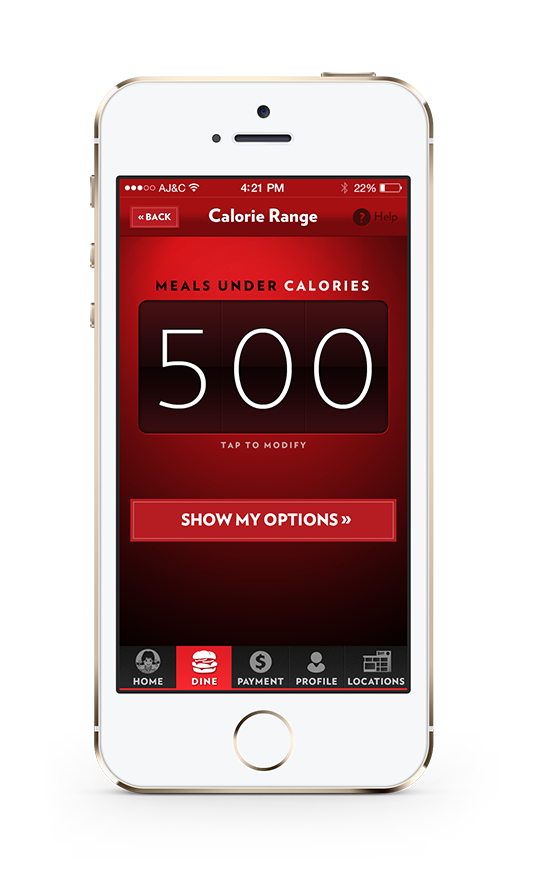 AJ&C 4:21 PM 22%
« BACK Calorie Range ? Help
MEALS UNDER CALORIES
500
TAP TO MODIFY
SHOW MY OPTIONS »
$
HOME DINE PAYMENT PROFILE LOCATIONS